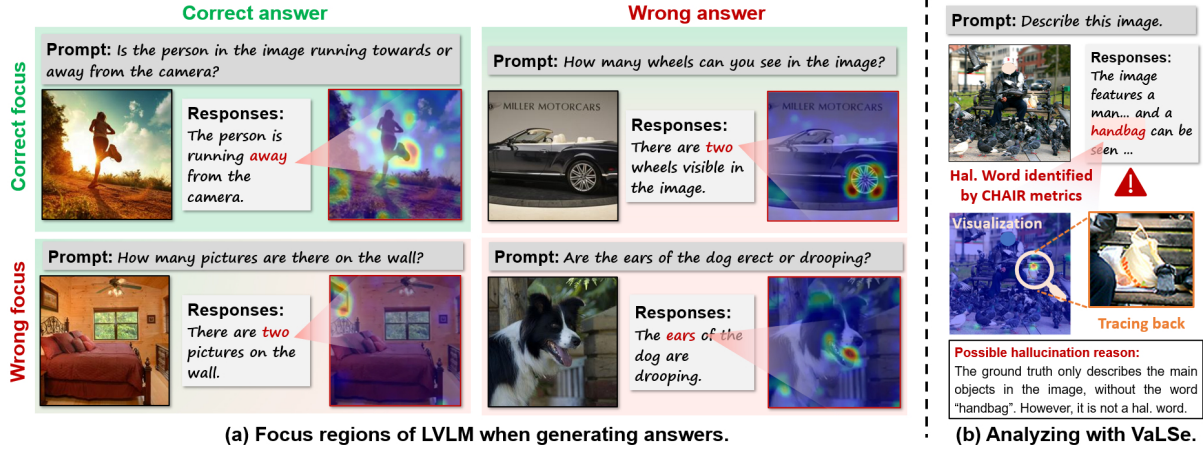 Correct answer
Wrong answer
Correct focus
Wrong focus
Prompt: Is the person in the image running towards or
away from the camera?
Responses:
The person is
running away
from the
camera.
Prompt: How many wheels can you see in the image?
MILLER MOTORCARS
Responses:
There are two
wheels visible in
the image.
MILLER MOTORCARS
Prompt: How many pictures are there on the wall?
Responses:
There are two
pictures on the
wall.
Prompt: Are the ears of the dog erect or drooping?
Responses:
The ears of the
dog are
drooping.
(a) Focus regions of LVLM when generating answers.
Prompt: Describe this image.
Responses:
The image
features a
man... and a
handbag can be
seen ...
Hal. Word identified
by CHAIR metrics
Visualization
Tracing back
Possible hallucination reason:
The ground truth only describes the main
objects in the image, without the word
“handbag”. However, it is not a hal. word.
(b) Analyzing with VaLSe.